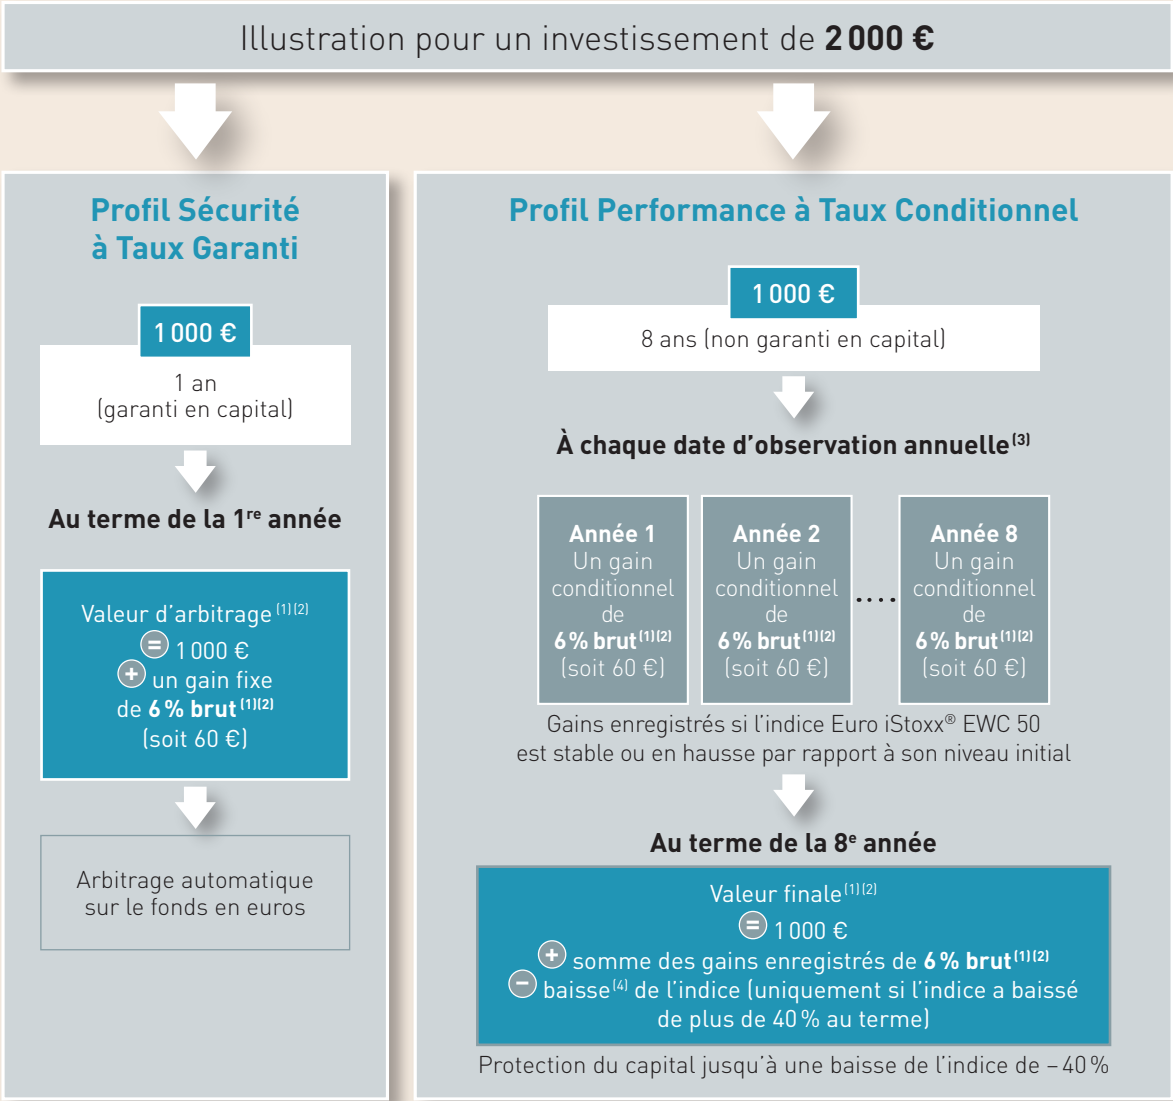 Illustration pour un investissement de 2 000 €
Profil Sécurité
à Taux Garanti
1 000 €
1 an
(garanti en capital)
Au terme de la 1re année
Valeur d'arbitrage (1)(2)
= 1 000 €
+ un gain fixe
de 6 % brut (1)(2)
(soit 60 €)
Arbitrage automatique
sur le fonds en euros
Profil Performance à Taux Conditionnel
1 000 €
8 ans (non garanti en capital)
À chaque date d'observation annuelle (3)
Année 1
Un gain
conditionnel
de
6 % brut (1)(2)
(soit 60 €)
Année 2
Un gain
conditionnel
de
6 % brut (1)(2)
(soit 60 €)
....
Année 8
Un gain
conditionnel
de
6 % brut (1)(2)
(soit 60 €)
Gains enregistrés si l'indice Euro iStoxx® EWC 50
est stable ou en hausse par rapport à son niveau initial
Au terme de la 8e année
Valeur finale (1)(2)
= 1 000 €
+ somme des gains enregistrés de 6 % brut (1)(2)
− baisse (4) de l'indice (uniquement si l'indice a baissé
de plus de 40 % au terme)
Protection du capital jusqu'à une baisse de l'indice de – 40 %